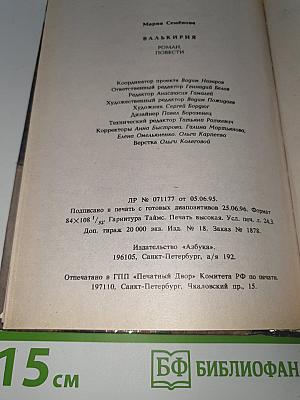 Мария Семёнова
ВАЛЬКИРИЯ
РОМАН,
ПОВЕСТИ
Координатор проекта Вадим Назаров
Ответственный редактор Геннадий Белов
Редактор Анастасия Гамалей
Художественный редактор Вадим Пожидаев
Художник Сергей Бордюг
Дизайнер Павел Борозенец
Технический редактор Татьяна Раткевич
Корректоры Анна Быстрова, Галина Мартьянова,
Елена Омельяненко, Ольга Карпеева
Верстка Ольги Колеговой
ЛР № 071177 от 05.06.95.
Подписано в печать с готовых диапозитивов 25.06.96. Формат
84×108 1/32. Гарнитура Таймс. Печать высокая. Усл. печ. л. 24,3.
Доп. тираж 20 000 экз. Изд. № 18. Заказ № 1878.
Издательство «Азбука».
196105, Санкт-Петербург, а/я 192.
Отпечатано в ГПП «Печатный Двор» Комитета РФ по печати.
197110, Санкт-Петербург, Чкаловский пр., 15.
15 см
БФ БИБЛИОФАН